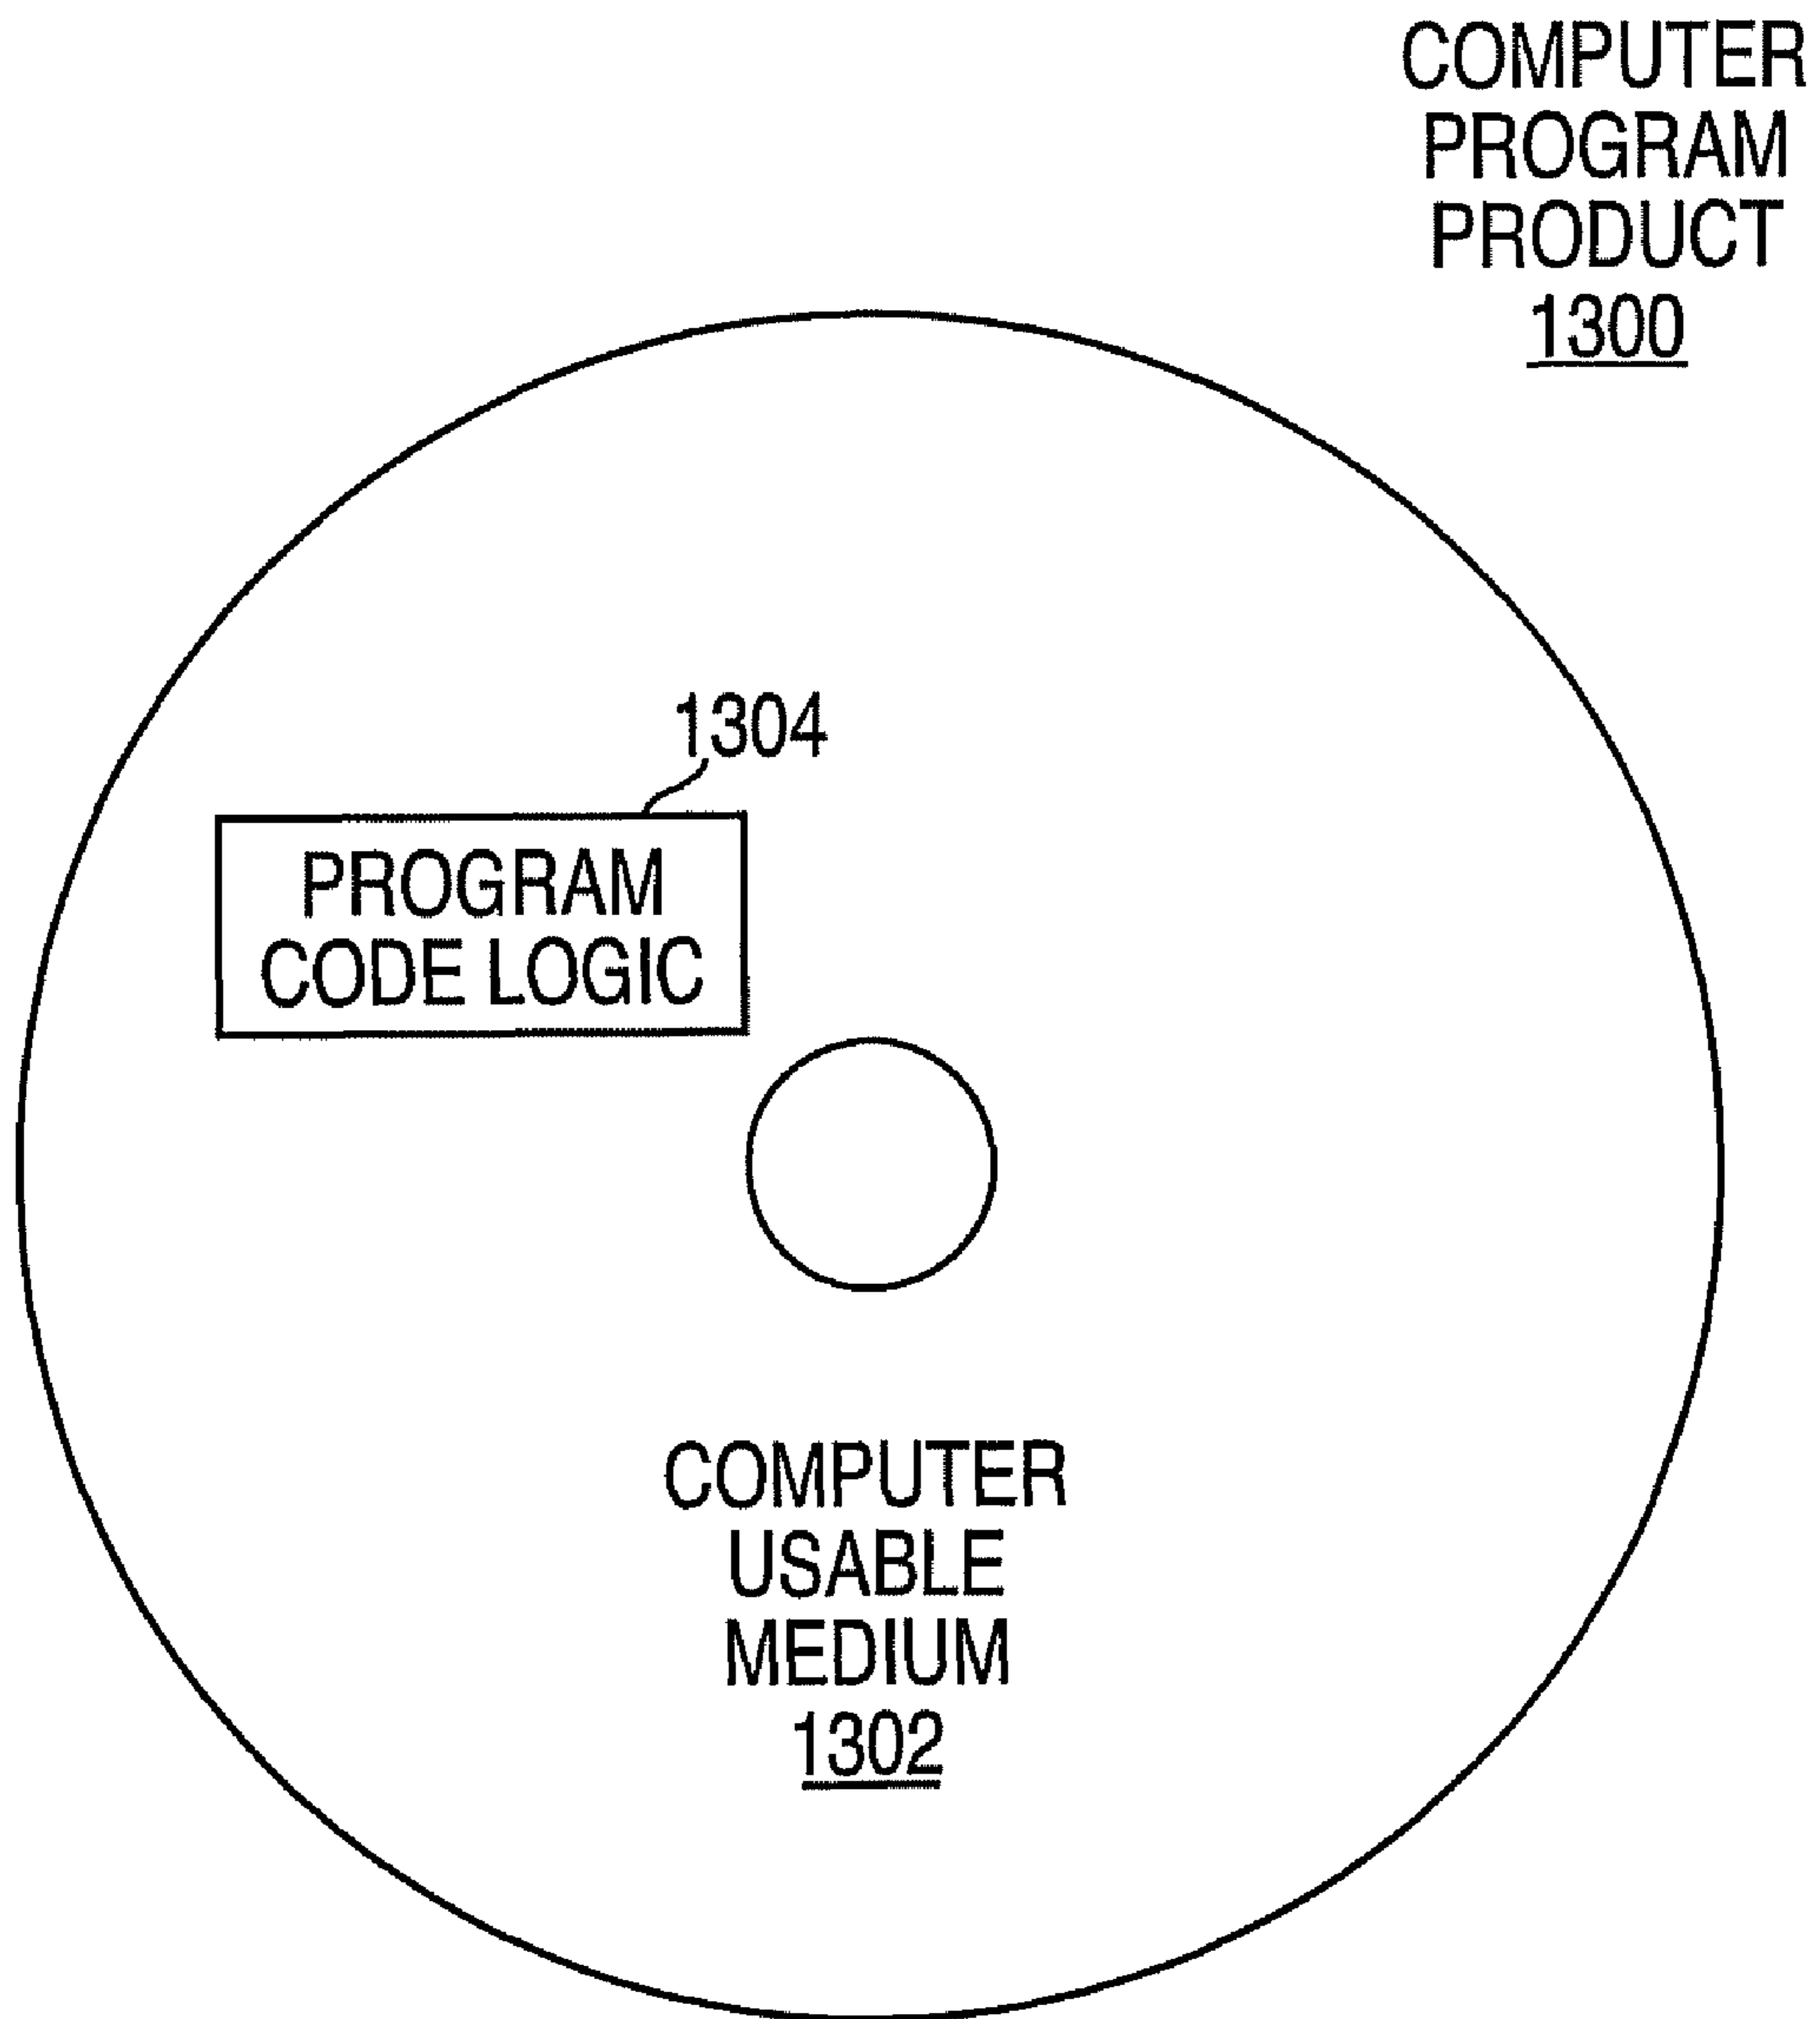 COMPUTER
PROGRAM
PRODUCT
1300
1304
PROGRAM
CODE LOGIC
COMPUTER
USABLE
MEDIUM
1302